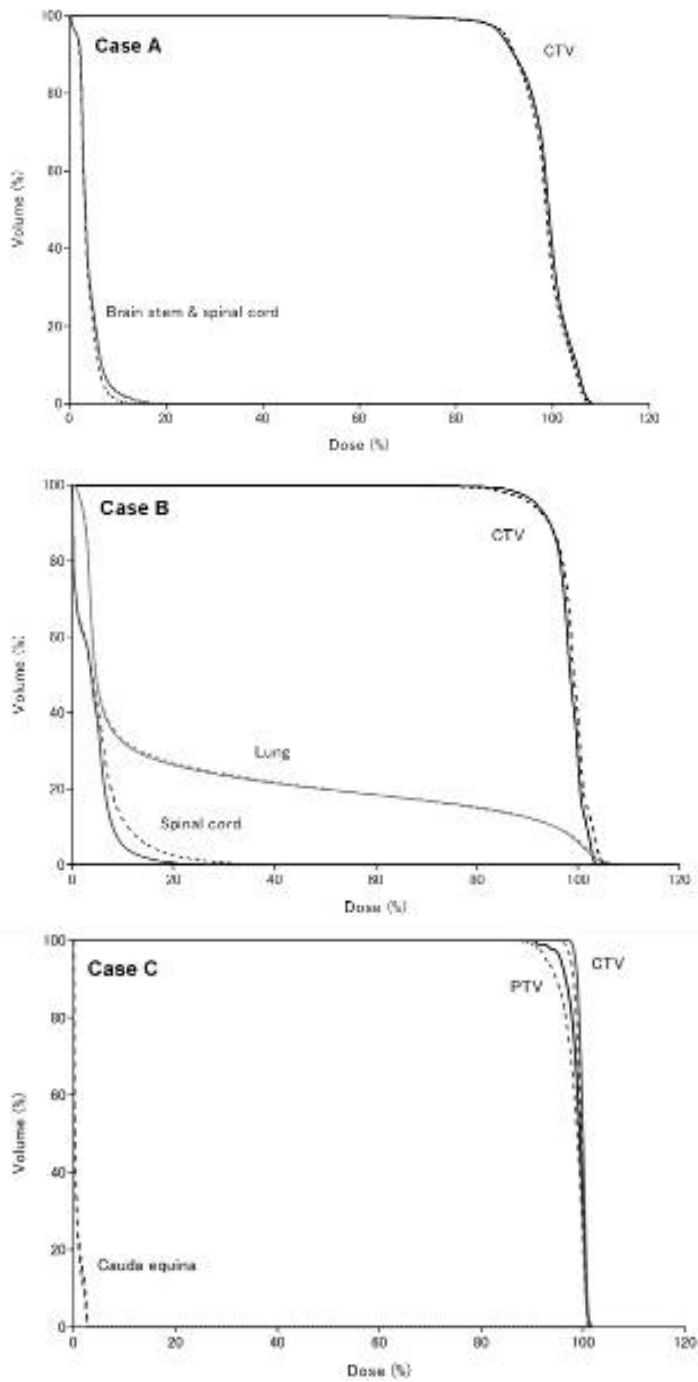 100
Case A
CTV
80
60
Volume (%)
40
Brain stem & spinal cord
20
0
0 20 40 60 80 100 120
Dose (%)
100
Case B
CTV
80
60
Volume (%)
40
Lung
20
Spinal cord
0
0 20 40 60 80 100 120
Dose (%)
100
Case C
CTV
PTV
80
60
Volume (%)
40
20
Cauda equina
0
0 20 40 60 80 100 120
Dose (%)